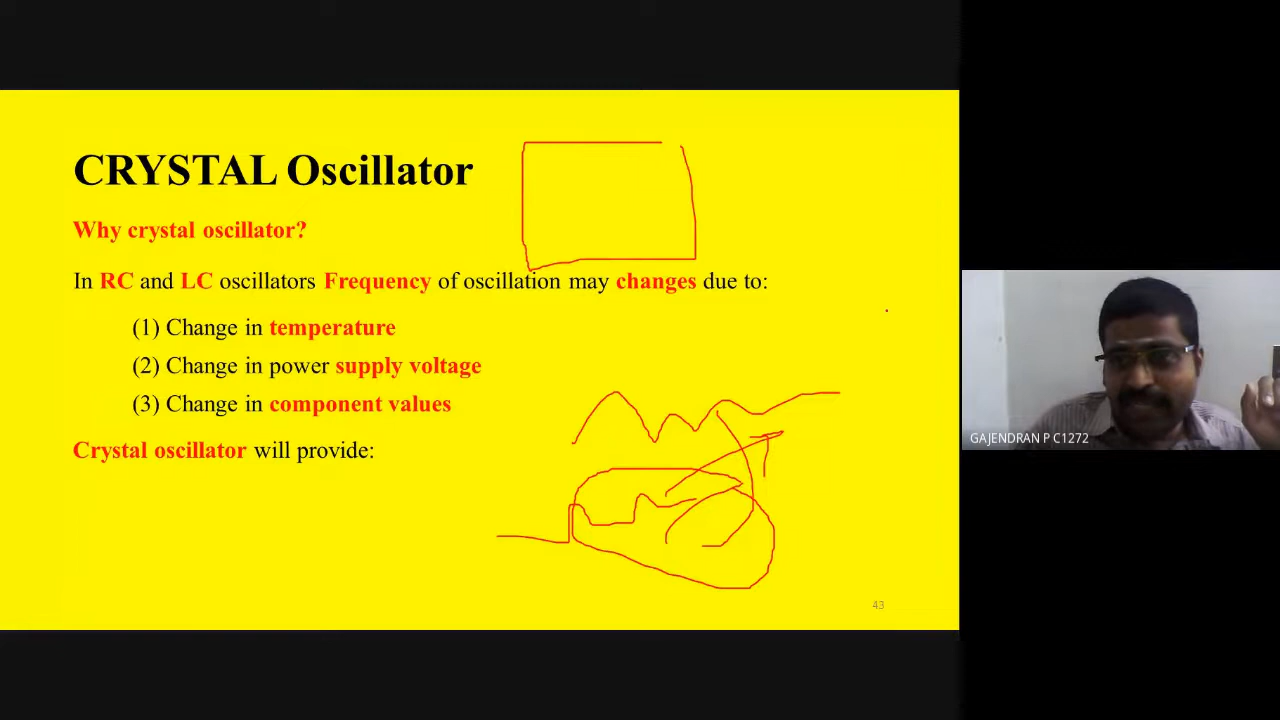 CRYSTAL Oscillator
Why crystal oscillator?
In RC and LC oscillators Frequency of oscillation may changes due to:
(1) Change in temperature
(2) Change in power supply voltage
(3) Change in component values
Crystal oscillator will provide:
43
GAJENDRAN P C1272